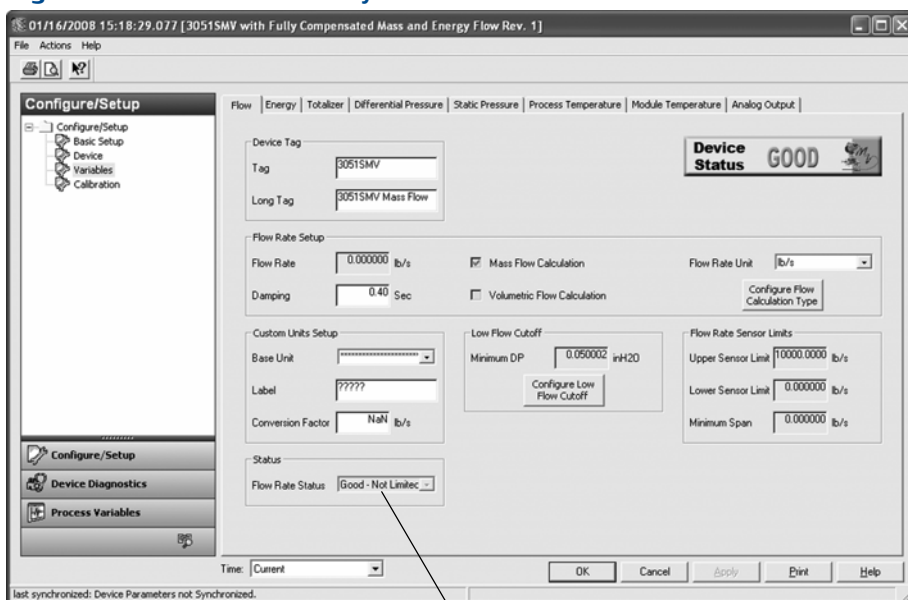 01/16/2008 15:18:29.077 [3051SMV with Fully Compensated Mass and Energy Flow Rev. 1]
File Actions Help
Configure/Setup
Configure/Setup
Basic Setup
Device
Variables
Calibration
Configure/Setup
Device Diagnostics
Process Variables
Flow Energy Totalizer Differential Pressure Static Pressure Process Temperature Module Temperature Analog Output
Device Tag
Tag 3051SMV
Long Tag 3051SMV Mass Flow
Device Status GOOD
Flow Rate Setup
Flow Rate 0.000000 lb/s
Mass Flow Calculation
Flow Rate Unit lb/s
Damping 0.40 Sec
Volumetric Flow Calculation
Configure Flow
Calculation Type
Custom Units Setup
Base Unit
Label ?????
Conversion Factor NaN lb/s
Low Flow Cutoff
Minimum DP 0.050002 inH2O
Configure Low
Flow Cutoff
Flow Rate Sensor Limits
Upper Sensor Limit 10000.0000 lb/s
Lower Sensor Limit 0.000000 lb/s
Minimum Span 0.000000 lb/s
Status
Flow Rate Status Good - Not Limitec
Time: Current
OK Cancel Apply Print Help
last synchronized: Device Parameters not Synchronized.